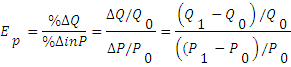 E_p = %ΔQ / %ΔinP = (ΔQ/Q_0) / (ΔP/P_0) = ((Q_1 − Q_0)/Q_0) / (((P_1 − P_0)/P_0